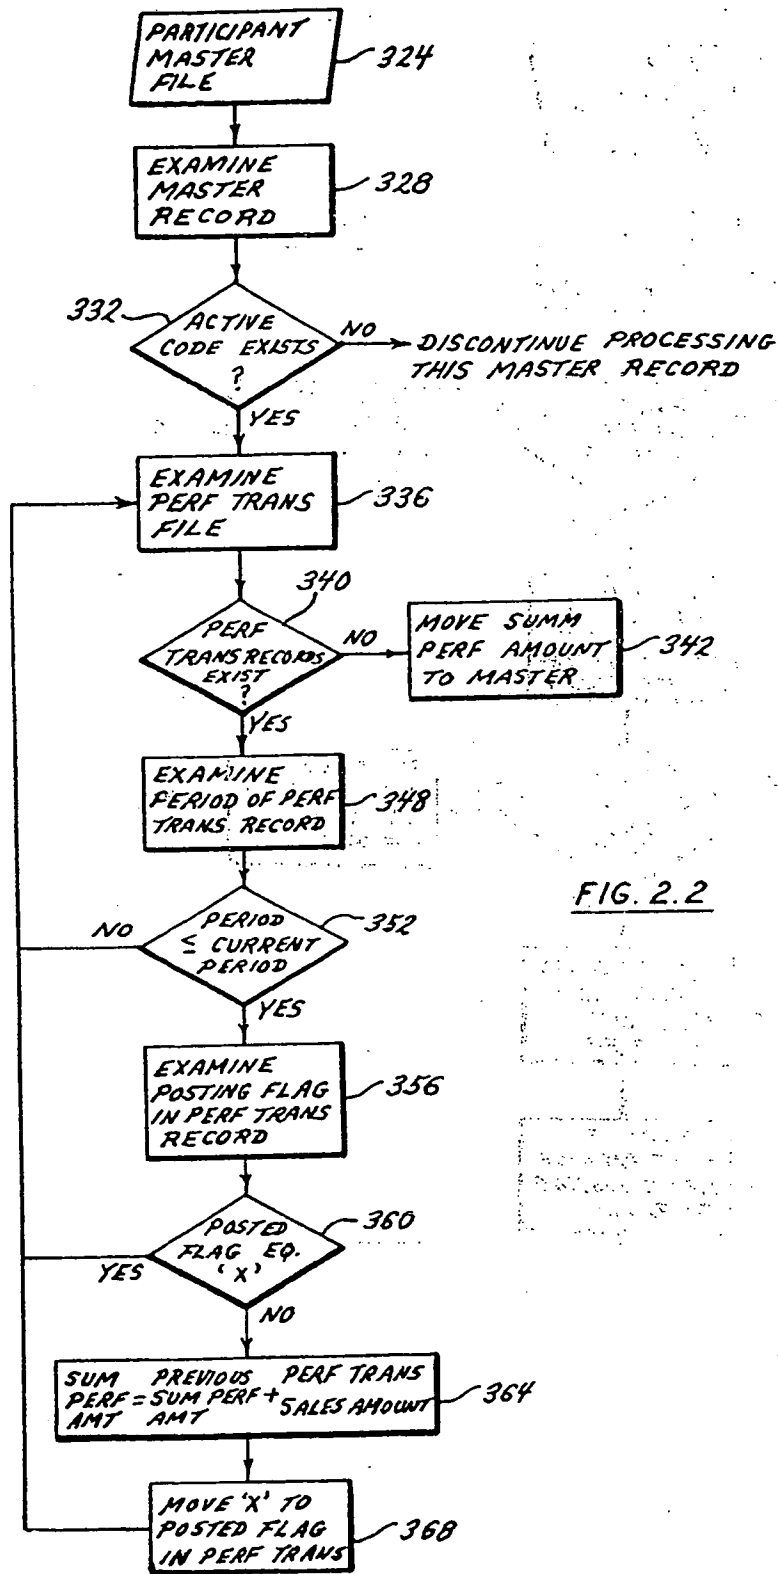 PARTICIPANT
MASTER
FILE
324
EXAMINE
MASTER
RECORD
328
332
ACTIVE
CODE EXISTS
?
NO
DISCONTINUE PROCESSING
THIS MASTER RECORD
YES
EXAMINE
PERF TRANS
FILE
336
340
PERF
TRANS RECORDS
EXIST
?
NO
MOVE SUMM
PERF AMOUNT
TO MASTER
342
YES
EXAMINE
PERIOD OF PERF
TRANS RECORD
348
FIG. 2.2
NO
PERIOD
≤ CURRENT
PERIOD
352
YES
EXAMINE
POSTING FLAG
IN PERF TRANS
RECORD
356
POSTED
FLAG EQ.
'X'
360
YES
NO
SUM PREVIOUS PERF TRANS
PERF = SUM PERF + SALES AMOUNT
AMT AMT
364
MOVE 'X' TO
POSTED FLAG
IN PERF TRANS
368